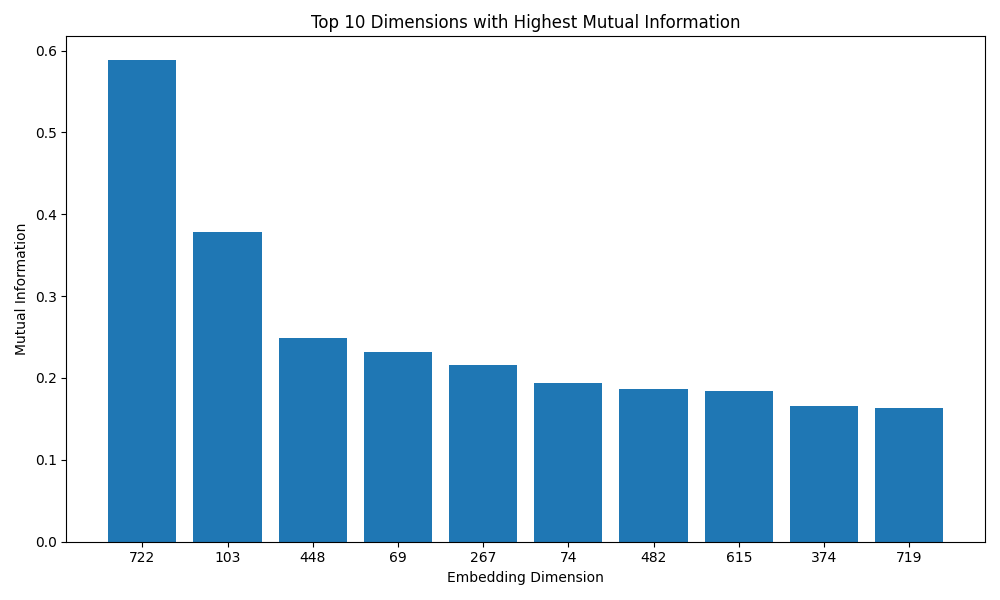 Top 10 Dimensions with Highest Mutual Information
0.6
0.5
0.4
0.3
0.2
0.1
0.0
Mutual Information
722 103 448 69 267 74 482 615 374 719
Embedding Dimension